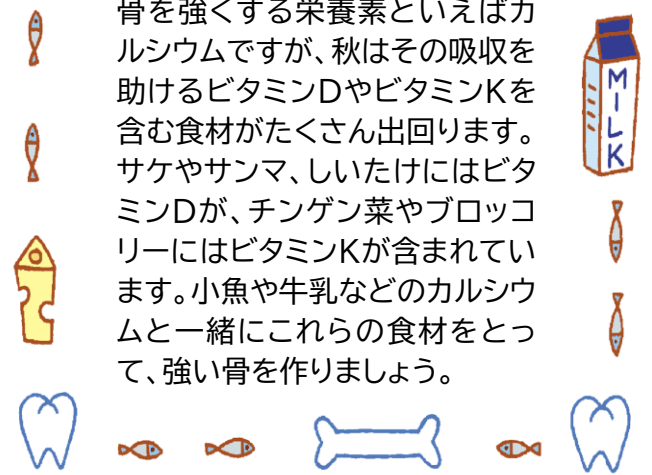 骨を強くする栄養素といえばカ
ルシウムですが、秋はその吸収を
助けるビタミンDやビタミンKを
含む食材がたくさん出回ります。
サケやサンマ、しいたけにはビタ
ミンDが、チンゲン菜やブロッコ
リーにはビタミンKが含まれてい
ます。小魚や牛乳などのカルシウ
ムと一緒にこれらの食材をとっ
て、強い骨を作りましょう。
MILK